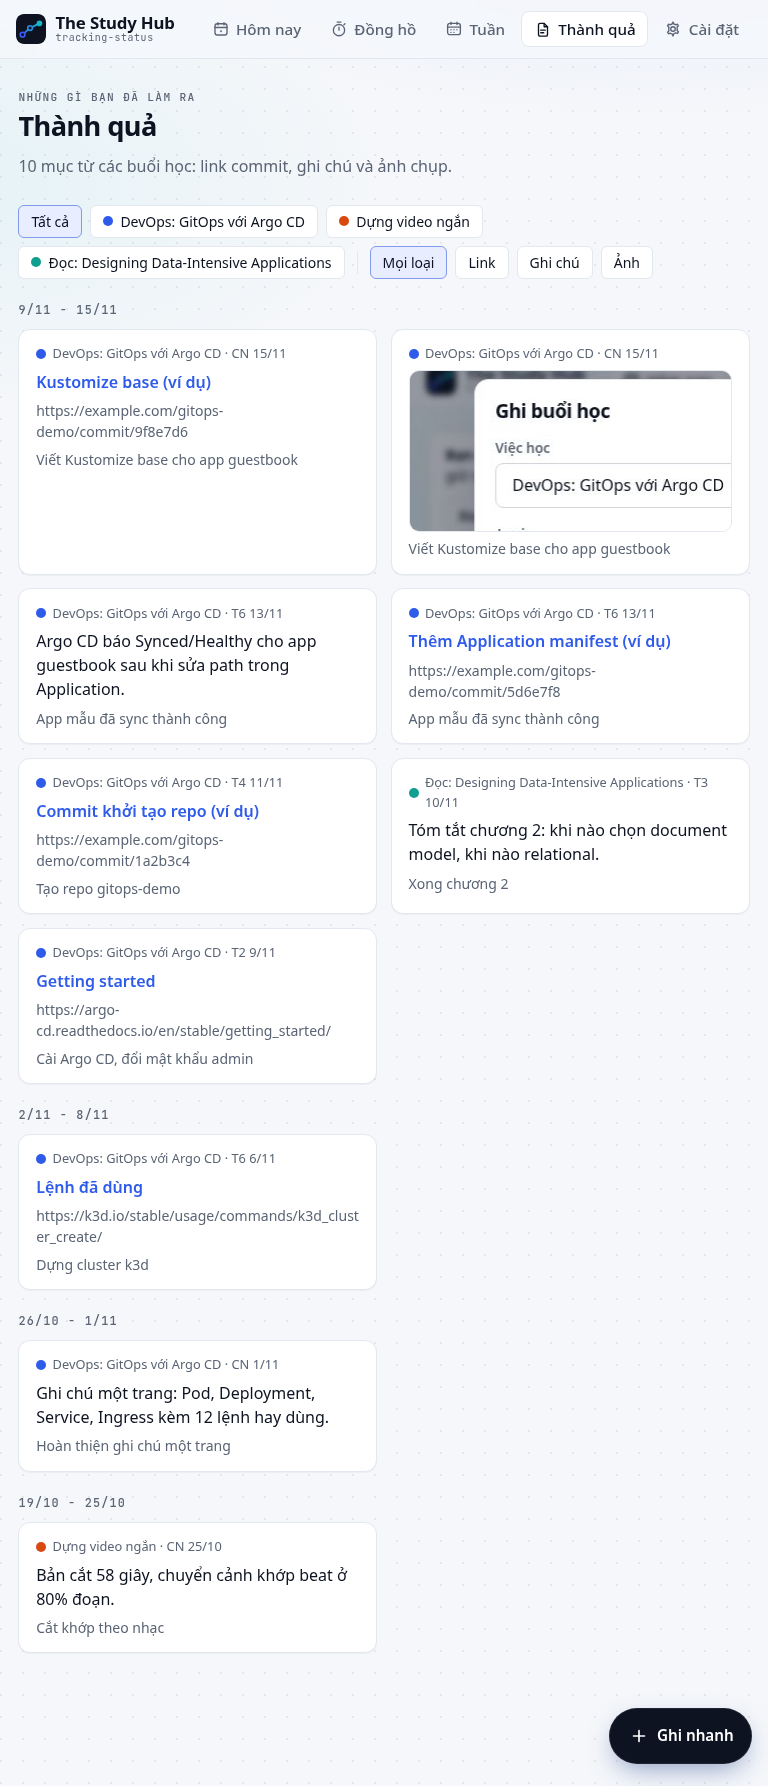 The Study Hub
tracking-status
Hôm nay
Đồng hồ
Tuần
Thành quả
Cài đặt
NHỮNG GÌ BẠN ĐÃ LÀM RA
Thành quả
10 mục từ các buổi học: link commit, ghi chú và ảnh chụp.
Tất cả
DevOps: GitOps với Argo CD
Dựng video ngắn
Đọc: Designing Data-Intensive Applications
Mọi loại
Link
Ghi chú
Ảnh
9/11 - 15/11
DevOps: GitOps với Argo CD · CN 15/11
Kustomize base (ví dụ)
https://example.com/gitops-
demo/commit/9f8e7d6
Viết Kustomize base cho app guestbook
DevOps: GitOps với Argo CD · CN 15/11
Ghi buổi học
Việc học
DevOps: GitOps với Argo CD
Viết Kustomize base cho app guestbook
DevOps: GitOps với Argo CD · T6 13/11
Argo CD báo Synced/Healthy cho app
guestbook sau khi sửa path trong
Application.
App mẫu đã sync thành công
DevOps: GitOps với Argo CD · T6 13/11
Thêm Application manifest (ví dụ)
https://example.com/gitops-
demo/commit/5d6e7f8
App mẫu đã sync thành công
DevOps: GitOps với Argo CD · T4 11/11
Commit khởi tạo repo (ví dụ)
https://example.com/gitops-
demo/commit/1a2b3c4
Tạo repo gitops-demo
Đọc: Designing Data-Intensive Applications · T3
10/11
Tóm tắt chương 2: khi nào chọn document
model, khi nào relational.
Xong chương 2
DevOps: GitOps với Argo CD · T2 9/11
Getting started
https://argo-
cd.readthedocs.io/en/stable/getting_started/
Cài Argo CD, đổi mật khẩu admin
2/11 - 8/11
DevOps: GitOps với Argo CD · T6 6/11
Lệnh đã dùng
https://k3d.io/stable/usage/commands/k3d_clust
er_create/
Dựng cluster k3d
26/10 - 1/11
DevOps: GitOps với Argo CD · CN 1/11
Ghi chú một trang: Pod, Deployment,
Service, Ingress kèm 12 lệnh hay dùng.
Hoàn thiện ghi chú một trang
19/10 - 25/10
Dựng video ngắn · CN 25/10
Bản cắt 58 giây, chuyển cảnh khớp beat ở
80% đoạn.
Cắt khớp theo nhạc
Ghi nhanh